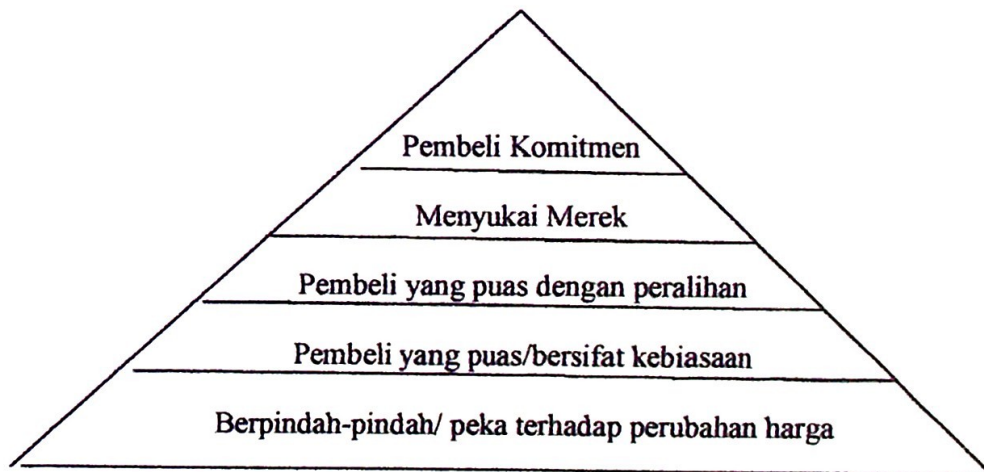 Pembeli Komitmen
Menyukai Merek
Pembeli yang puas dengan peralihan
Pembeli yang puas/bersifat kebiasaan
Berpindah-pindah/ peka terhadap perubahan harga